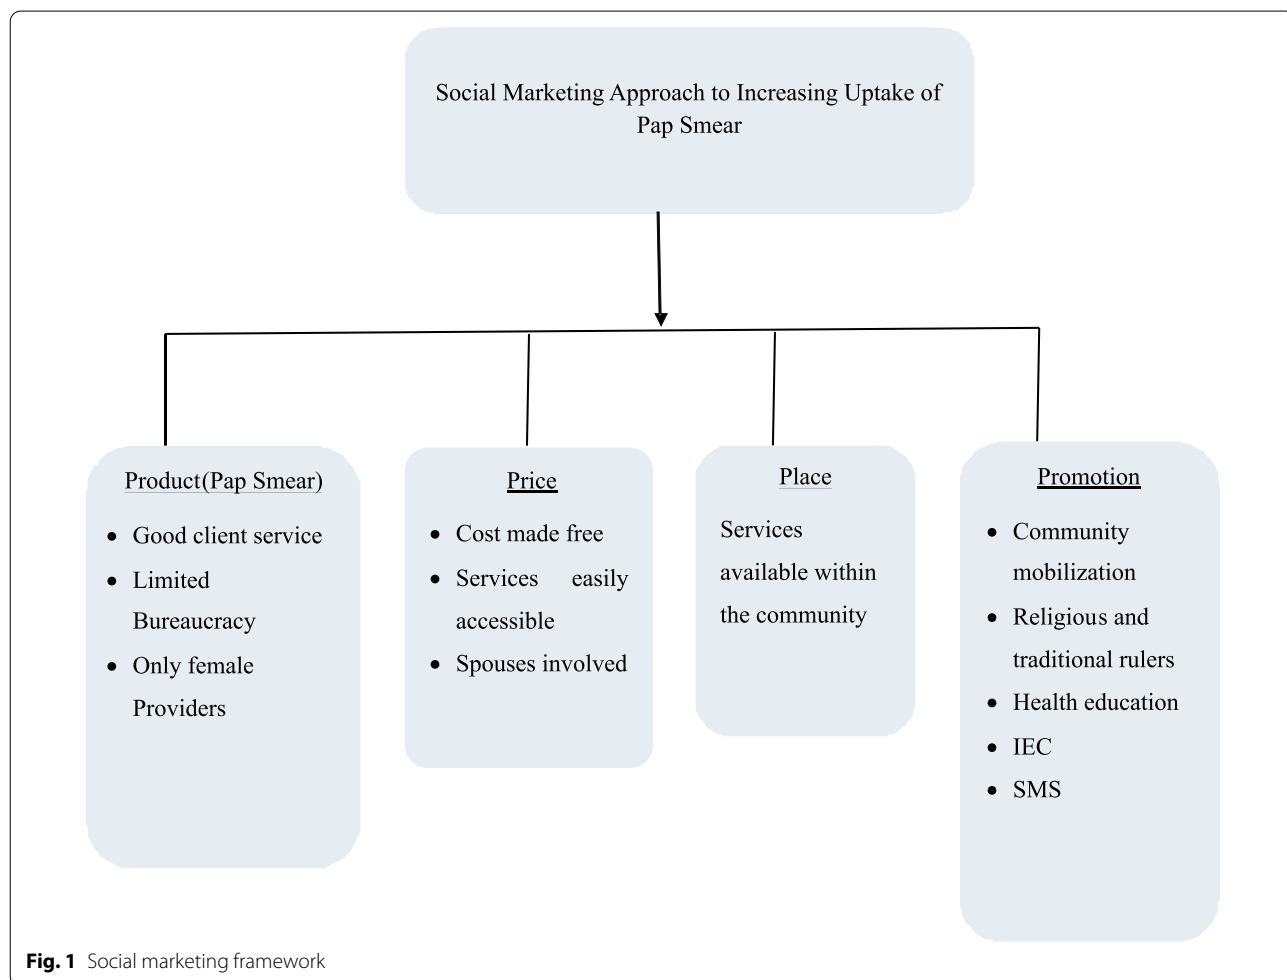 Social Marketing Approach to Increasing Uptake of
Pap Smear
Product(Pap Smear)
• Good client service
• Limited
Bureaucracy
• Only female
Providers
Price
• Cost made free
• Services easily
accessible
• Spouses involved
Place
Services
available within
the community
Promotion
• Community
mobilization
• Religious and
traditional rulers
• Health education
• IEC
• SMS
Fig. 1 Social marketing framework